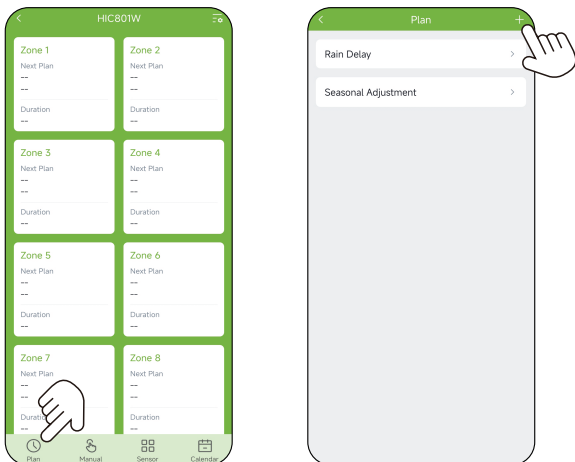 HIC801W
Zone 1
Next Plan
--
--
Duration
--
Zone 2
Next Plan
--
--
Duration
--
Zone 3
Next Plan
--
--
Duration
--
Zone 4
Next Plan
--
--
Duration
--
Zone 5
Next Plan
--
--
Duration
--
Zone 6
Next Plan
--
--
Duration
--
Zone 7
Next Plan
--
--
Duratio
--
Zone 8
Next Plan
--
--
Duration
--
Plan
Manual
Sensor
Calendar
Plan
Rain Delay
Seasonal Adjustment